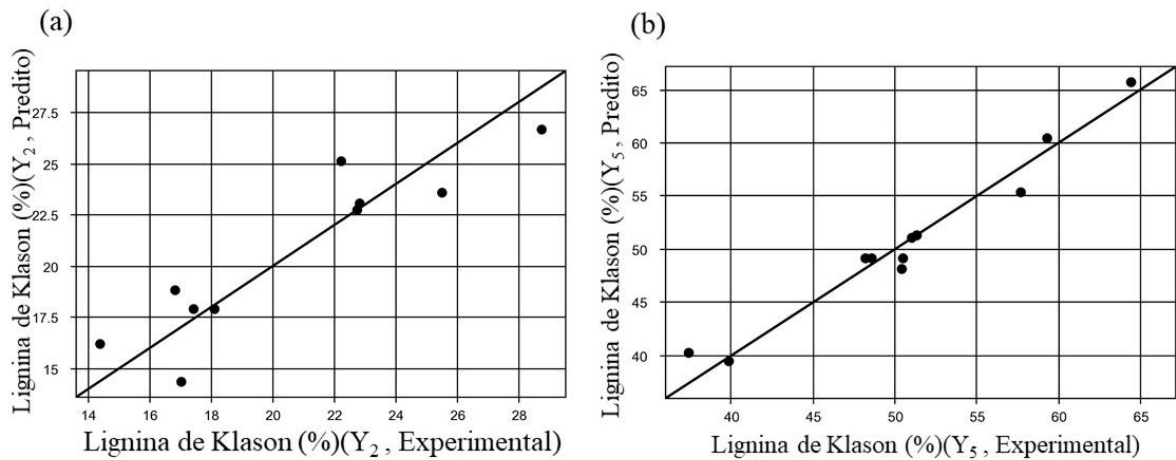 (a)
Lignina de Klason (%)(Y₂ , Predito)
27.5
25
22.5
20
17.5
15
14 16 18 20 22 24 26 28
Lignina de Klason (%)(Y₂ , Experimental)
(b)
Lignina de Klason (%)(Y₅ , Predito)
65
60
55
50
45
40
40 45 50 55 60 65
Lignina de Klason (%)(Y₅ , Experimental)